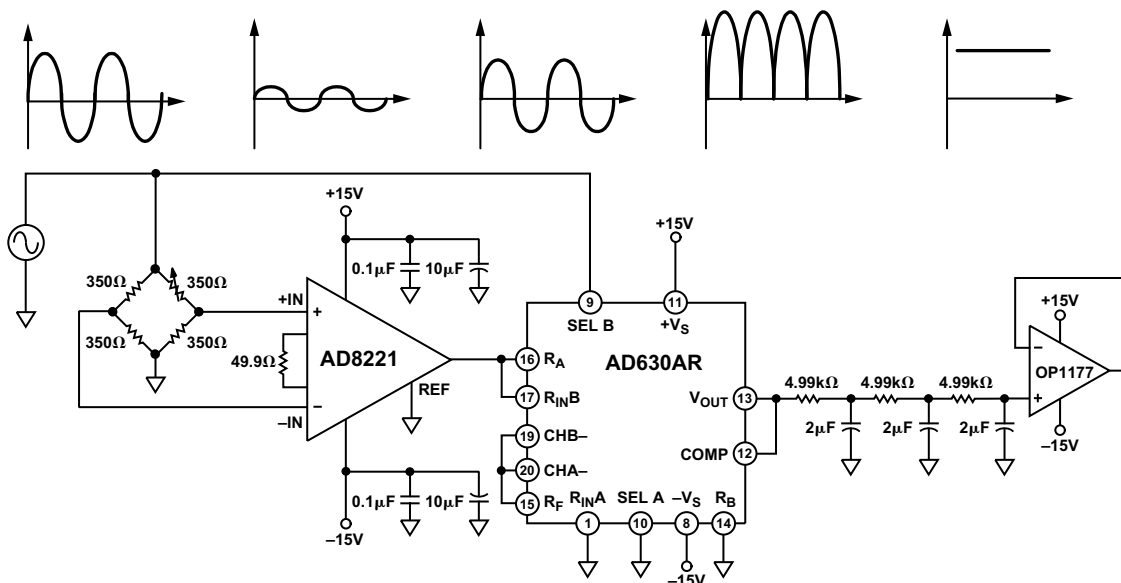 +15V
+15V
350Ω
350Ω
0.1µF
10µF
+15V
+IN
+
9
SEL B
11
+VS
350Ω
350Ω
49.9Ω
AD8221
16
RA
AD630AR
–
OP1177
+
REF
17
RINB
VOUT
13
4.99kΩ
4.99kΩ
4.99kΩ
–
–IN
19
CHB–
2µF
2µF
2µF
–15V
20
CHA–
COMP
12
0.1µF
10µF
15
RF
RINA
SEL A
–VS
RB
1
10
8
14
–15V
–15V